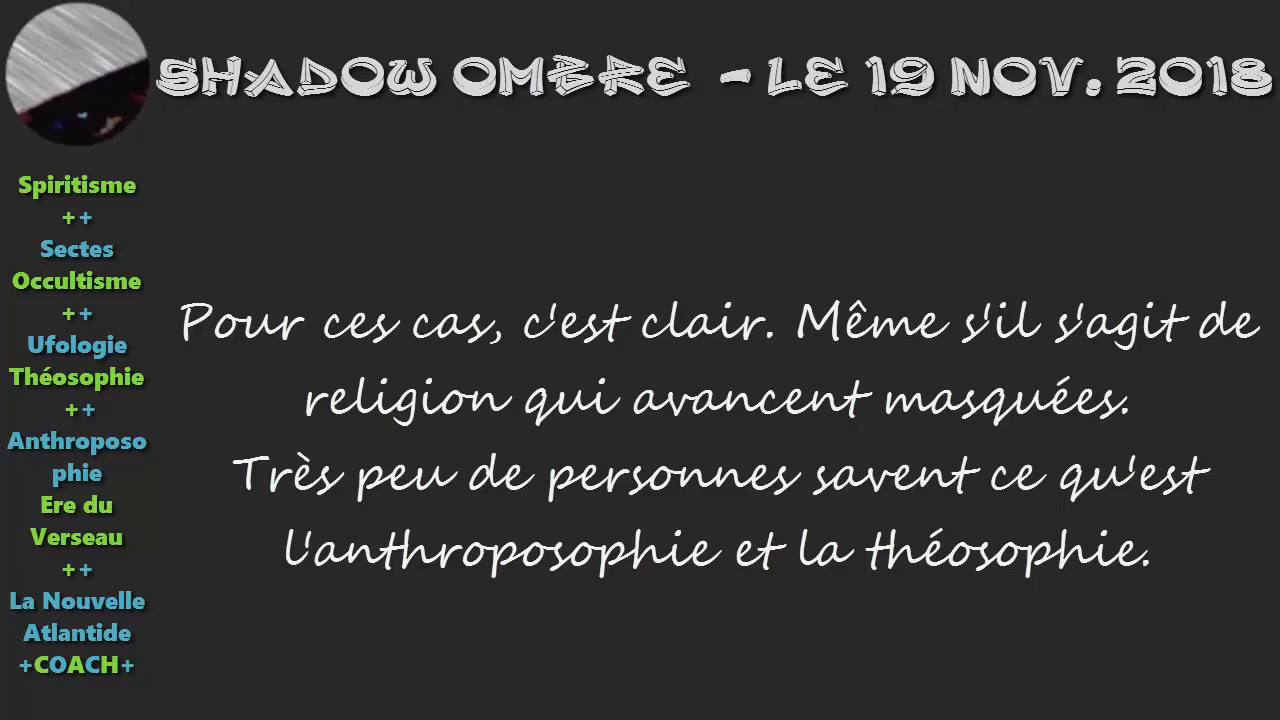 SHADOW OMBRE - LE 19 NOV. 2018
Spiritisme
++
Sectes
Occultisme
++
Ufologie
Théosophie
++
Anthroposo
phie
Ere du
Verseau
++
La Nouvelle
Atlantide
+COACH+
Pour ces cas, c'est clair. Même s'il s'agit de
religion qui avancent masquées.
Très peu de personnes savent ce qu'est
l'anthroposophie et la théosophie.